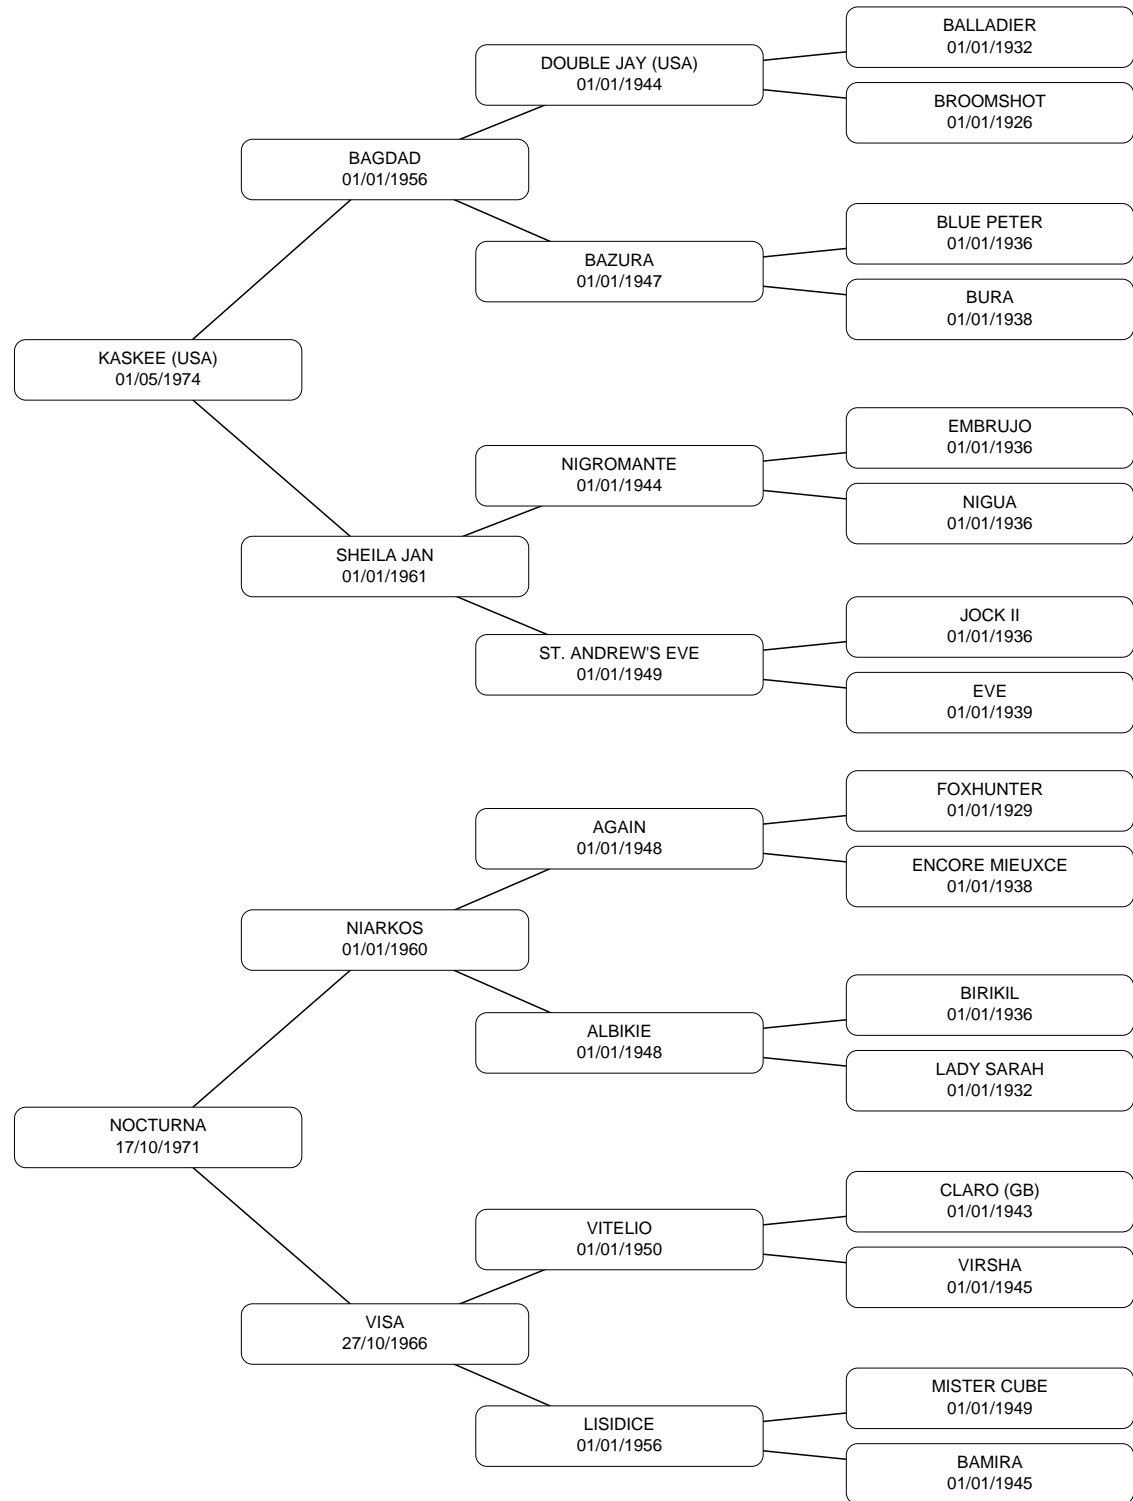 BALLADIER
01/01/1932
DOUBLE JAY (USA)
01/01/1944
BROOMSHOT
01/01/1926
BAGDAD
01/01/1956
BLUE PETER
01/01/1936
BAZURA
01/01/1947
BURA
01/01/1938
KASKEE (USA)
01/05/1974
EMBRUJO
01/01/1936
NIGROMANTE
01/01/1944
NIGUA
01/01/1936
SHEILA JAN
01/01/1961
JOCK II
01/01/1936
ST. ANDREW'S EVE
01/01/1949
EVE
01/01/1939
FOXHUNTER
01/01/1929
AGAIN
01/01/1948
ENCORE MIEUXCE
01/01/1938
NIARKOS
01/01/1960
BIRIKIL
01/01/1936
ALBIKIE
01/01/1948
LADY SARAH
01/01/1932
NOCTURNA
17/10/1971
CLARO (GB)
01/01/1943
VITELIO
01/01/1950
VIRSHA
01/01/1945
VISA
27/10/1966
MISTER CUBE
01/01/1949
LISIDICE
01/01/1956
BAMIRA
01/01/1945